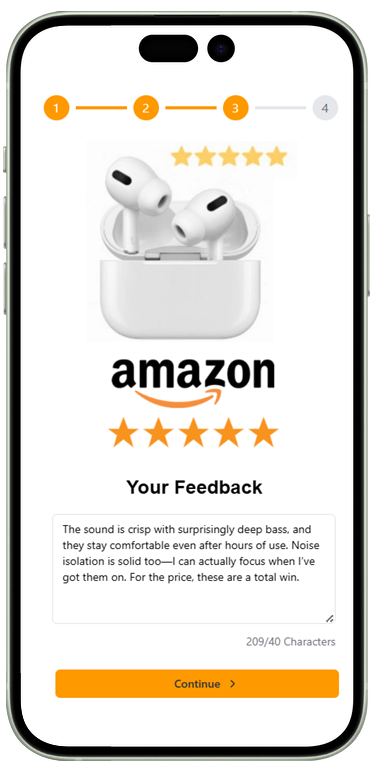 1 2 3 4
amazon
Your Feedback
The sound is crisp with surprisingly deep bass, and
they stay comfortable even after hours of use. Noise
isolation is solid too—I can actually focus when I've
got them on. For the price, these are a total win.
209/40 Characters
Continue